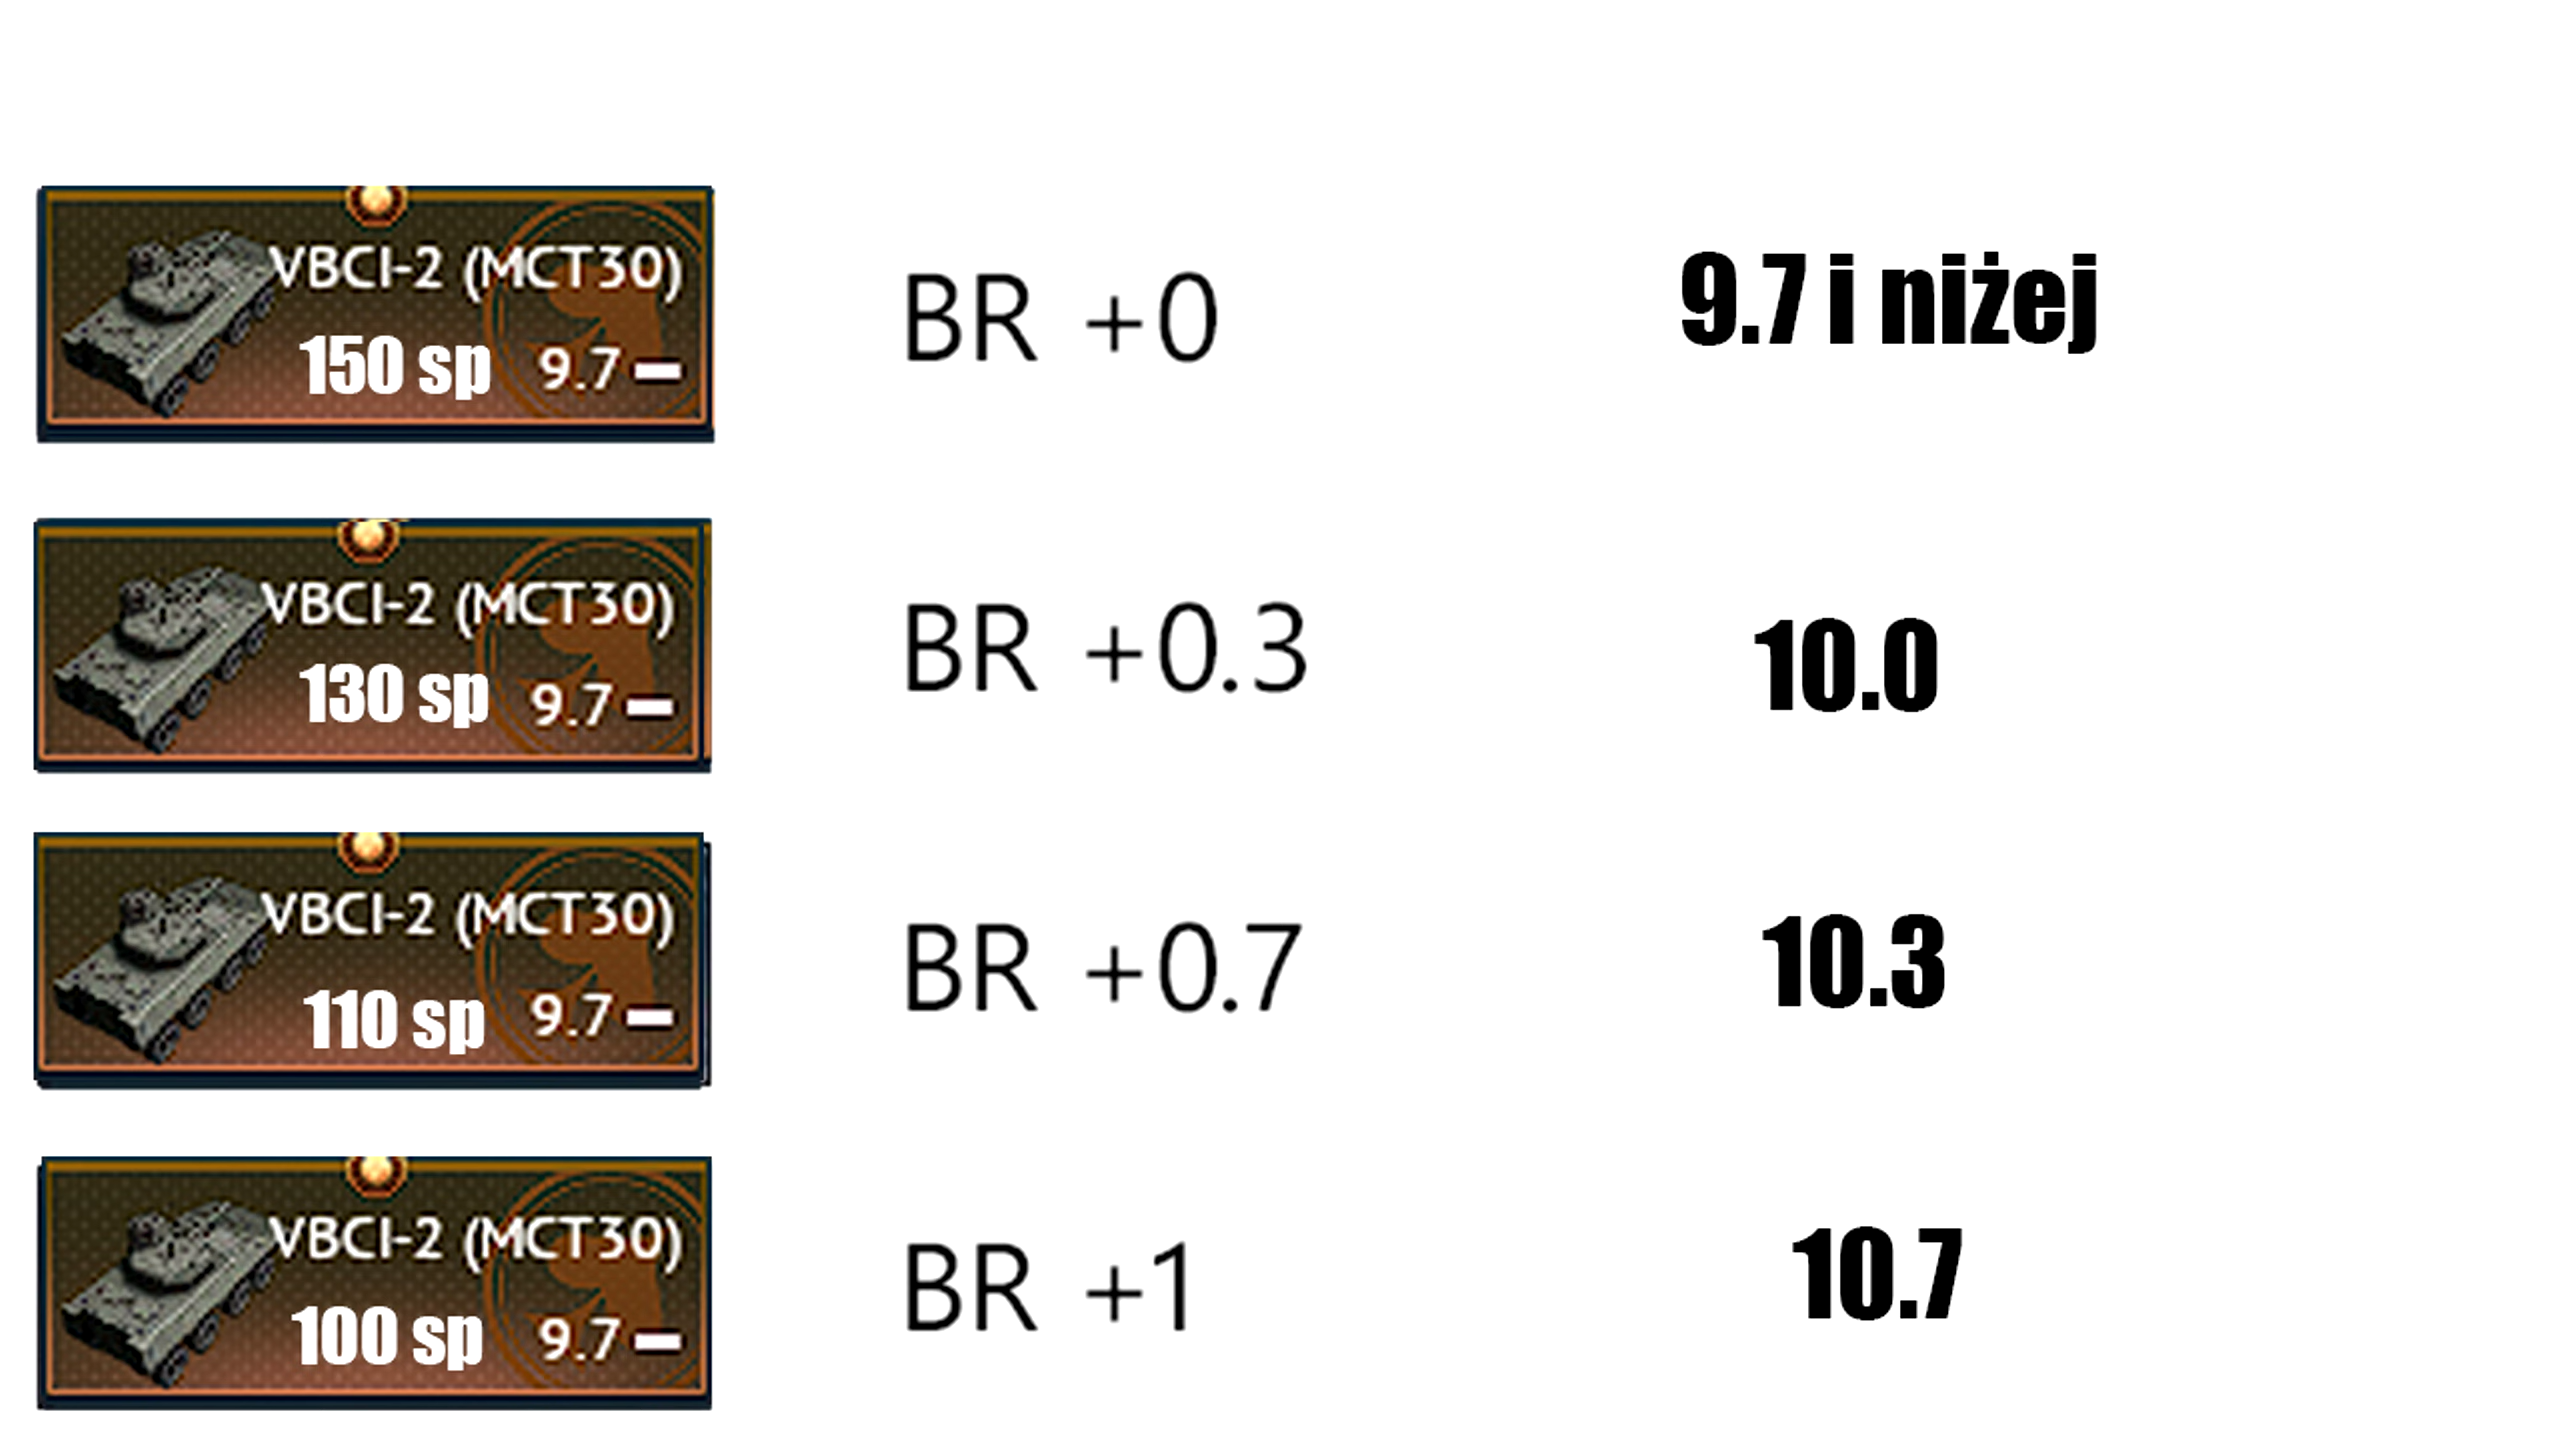 VBCI-2 (MCT30)
150 sp 9.7
BR +0
9.7 i niżej
VBCI-2 (MCT30)
130 sp 9.7
BR +0.3
10.0
VBCI-2 (MCT30)
110 sp 9.7
BR +0.7
10.3
VBCI-2 (MCT30)
100 sp 9.7
BR +1
10.7